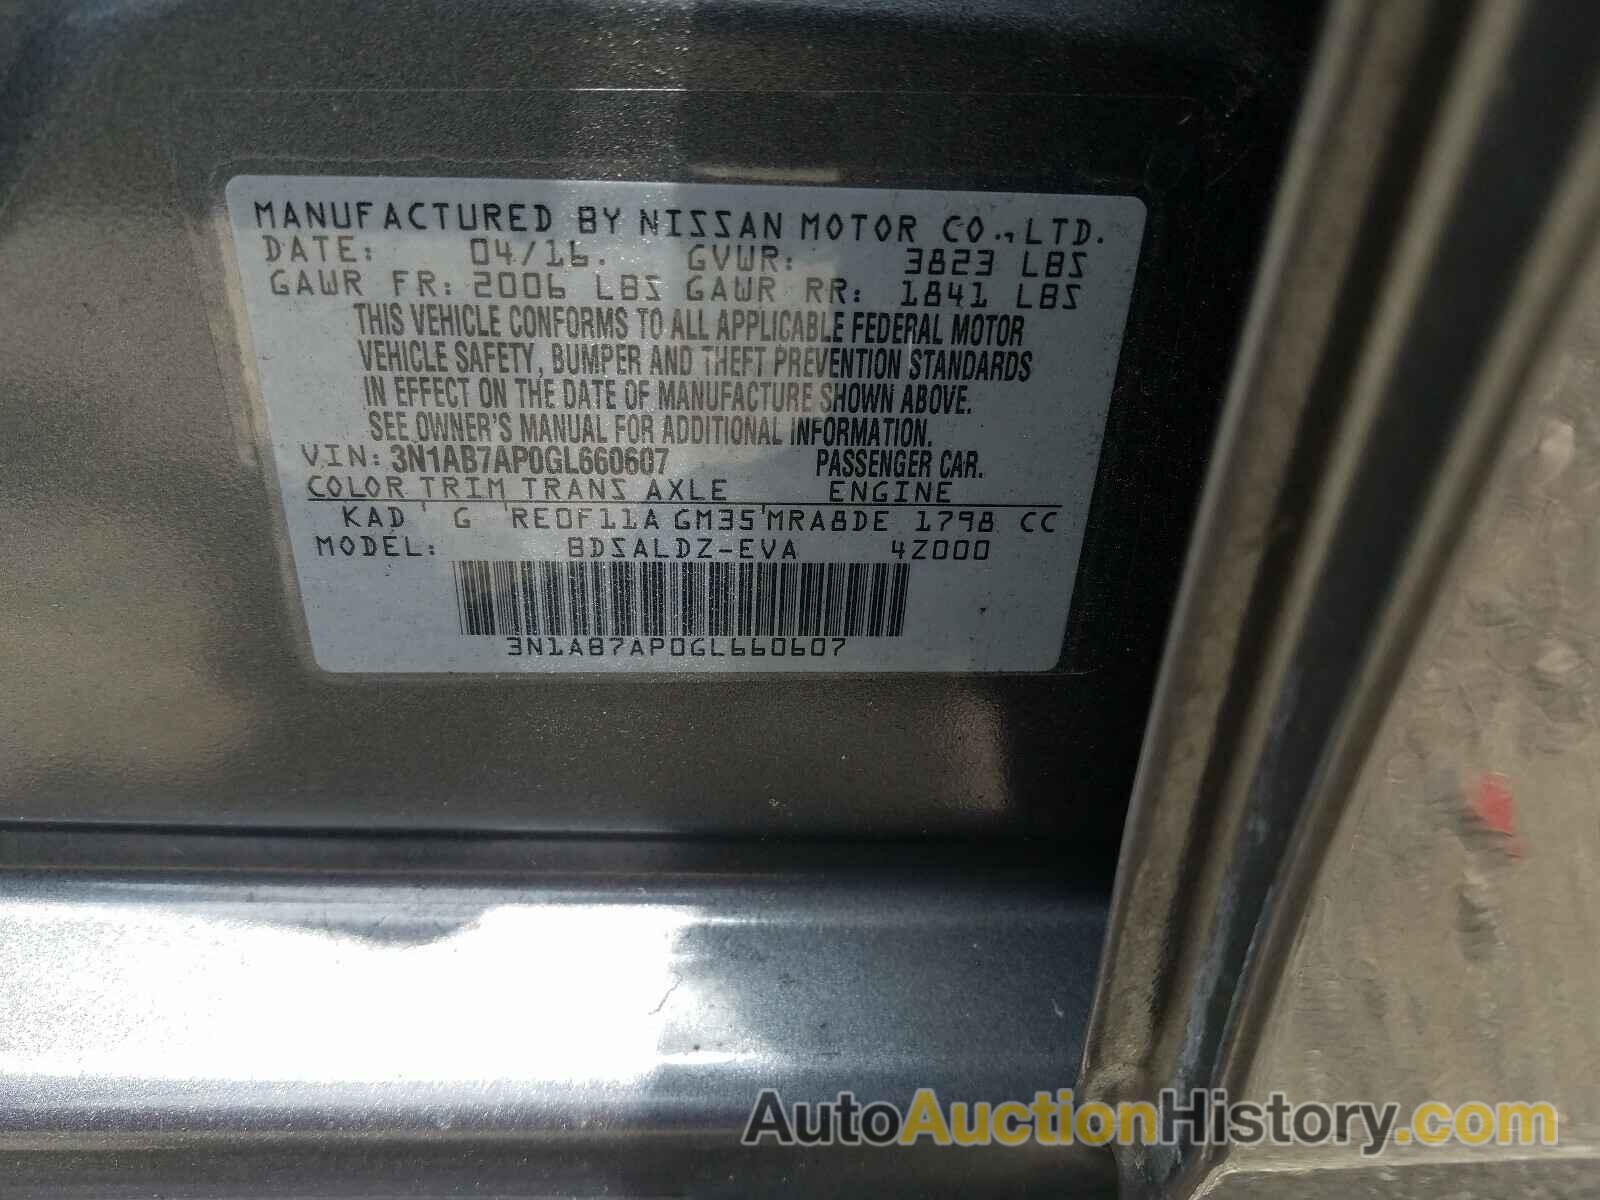 MANUFACTURED BY NISSAN MOTOR CO., LTD.
DATE: 04/16. GVWR: 3823 LBS
GAWR FR: 2006 LBS GAWR RR: 1841 LBS
THIS VEHICLE CONFORMS TO ALL APPLICABLE FEDERAL MOTOR
VEHICLE SAFETY, BUMPER AND THEFT PREVENTION STANDARDS
IN EFFECT ON THE DATE OF MANUFACTURE SHOWN ABOVE.
SEE OWNER'S MANUAL FOR ADDITIONAL INFORMATION.
VIN: 3N1AB7AP0GL660607 PASSENGER CAR.
COLOR TRIM TRANS AXLE ENGINE
KAD ' G ' RE0F11A GM35 ' MRA8DE 1798 CC
MODEL: BDSALDZ-EVA 4Z000
3N1AB7AP0GL660607
AutoAuctionHistory.com